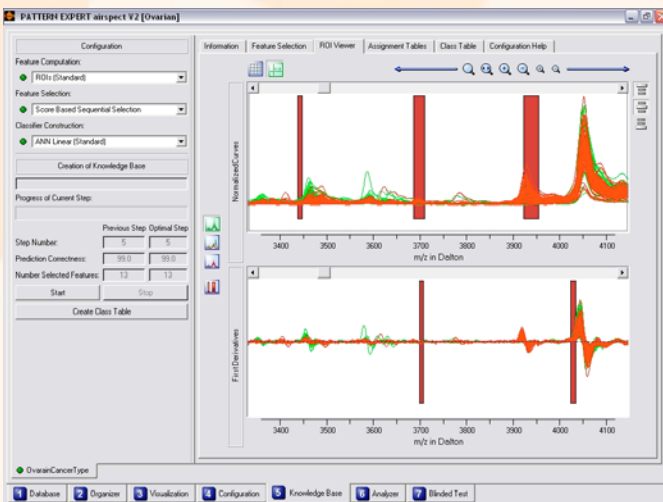 PATTERN EXPERT airspect V2 [Ovarian]
Configuration
Feature Computation:
ROIs (Standard)
Feature Selection:
Score Based Sequential Selection
Classifier Construction:
ANN Linear (Standard)
Creation of Knowledge Base
Progress of Current Step:
Previous Step Optimal Step
Step Number: 5 5
Prediction Correctness: 99.0 99.0
Number Selected Features: 13 13
Start Stop
Create Class Table
Information Feature Selection ROI Viewer Assignment Tables Class Table Configuration Help
NormalizedCurves
3400 3500 3600 3700 3800 3900 4000 4100
m/z in Dalton
FirstDerivatives
3400 3500 3600 3700 3800 3900 4000 4100
m/z in Dalton
OvarainCancerType
1 Database 2 Organizer 3 Visualization 4 Configuration 5 Knowledge Base 6 Analyzer 7 Blinded Test